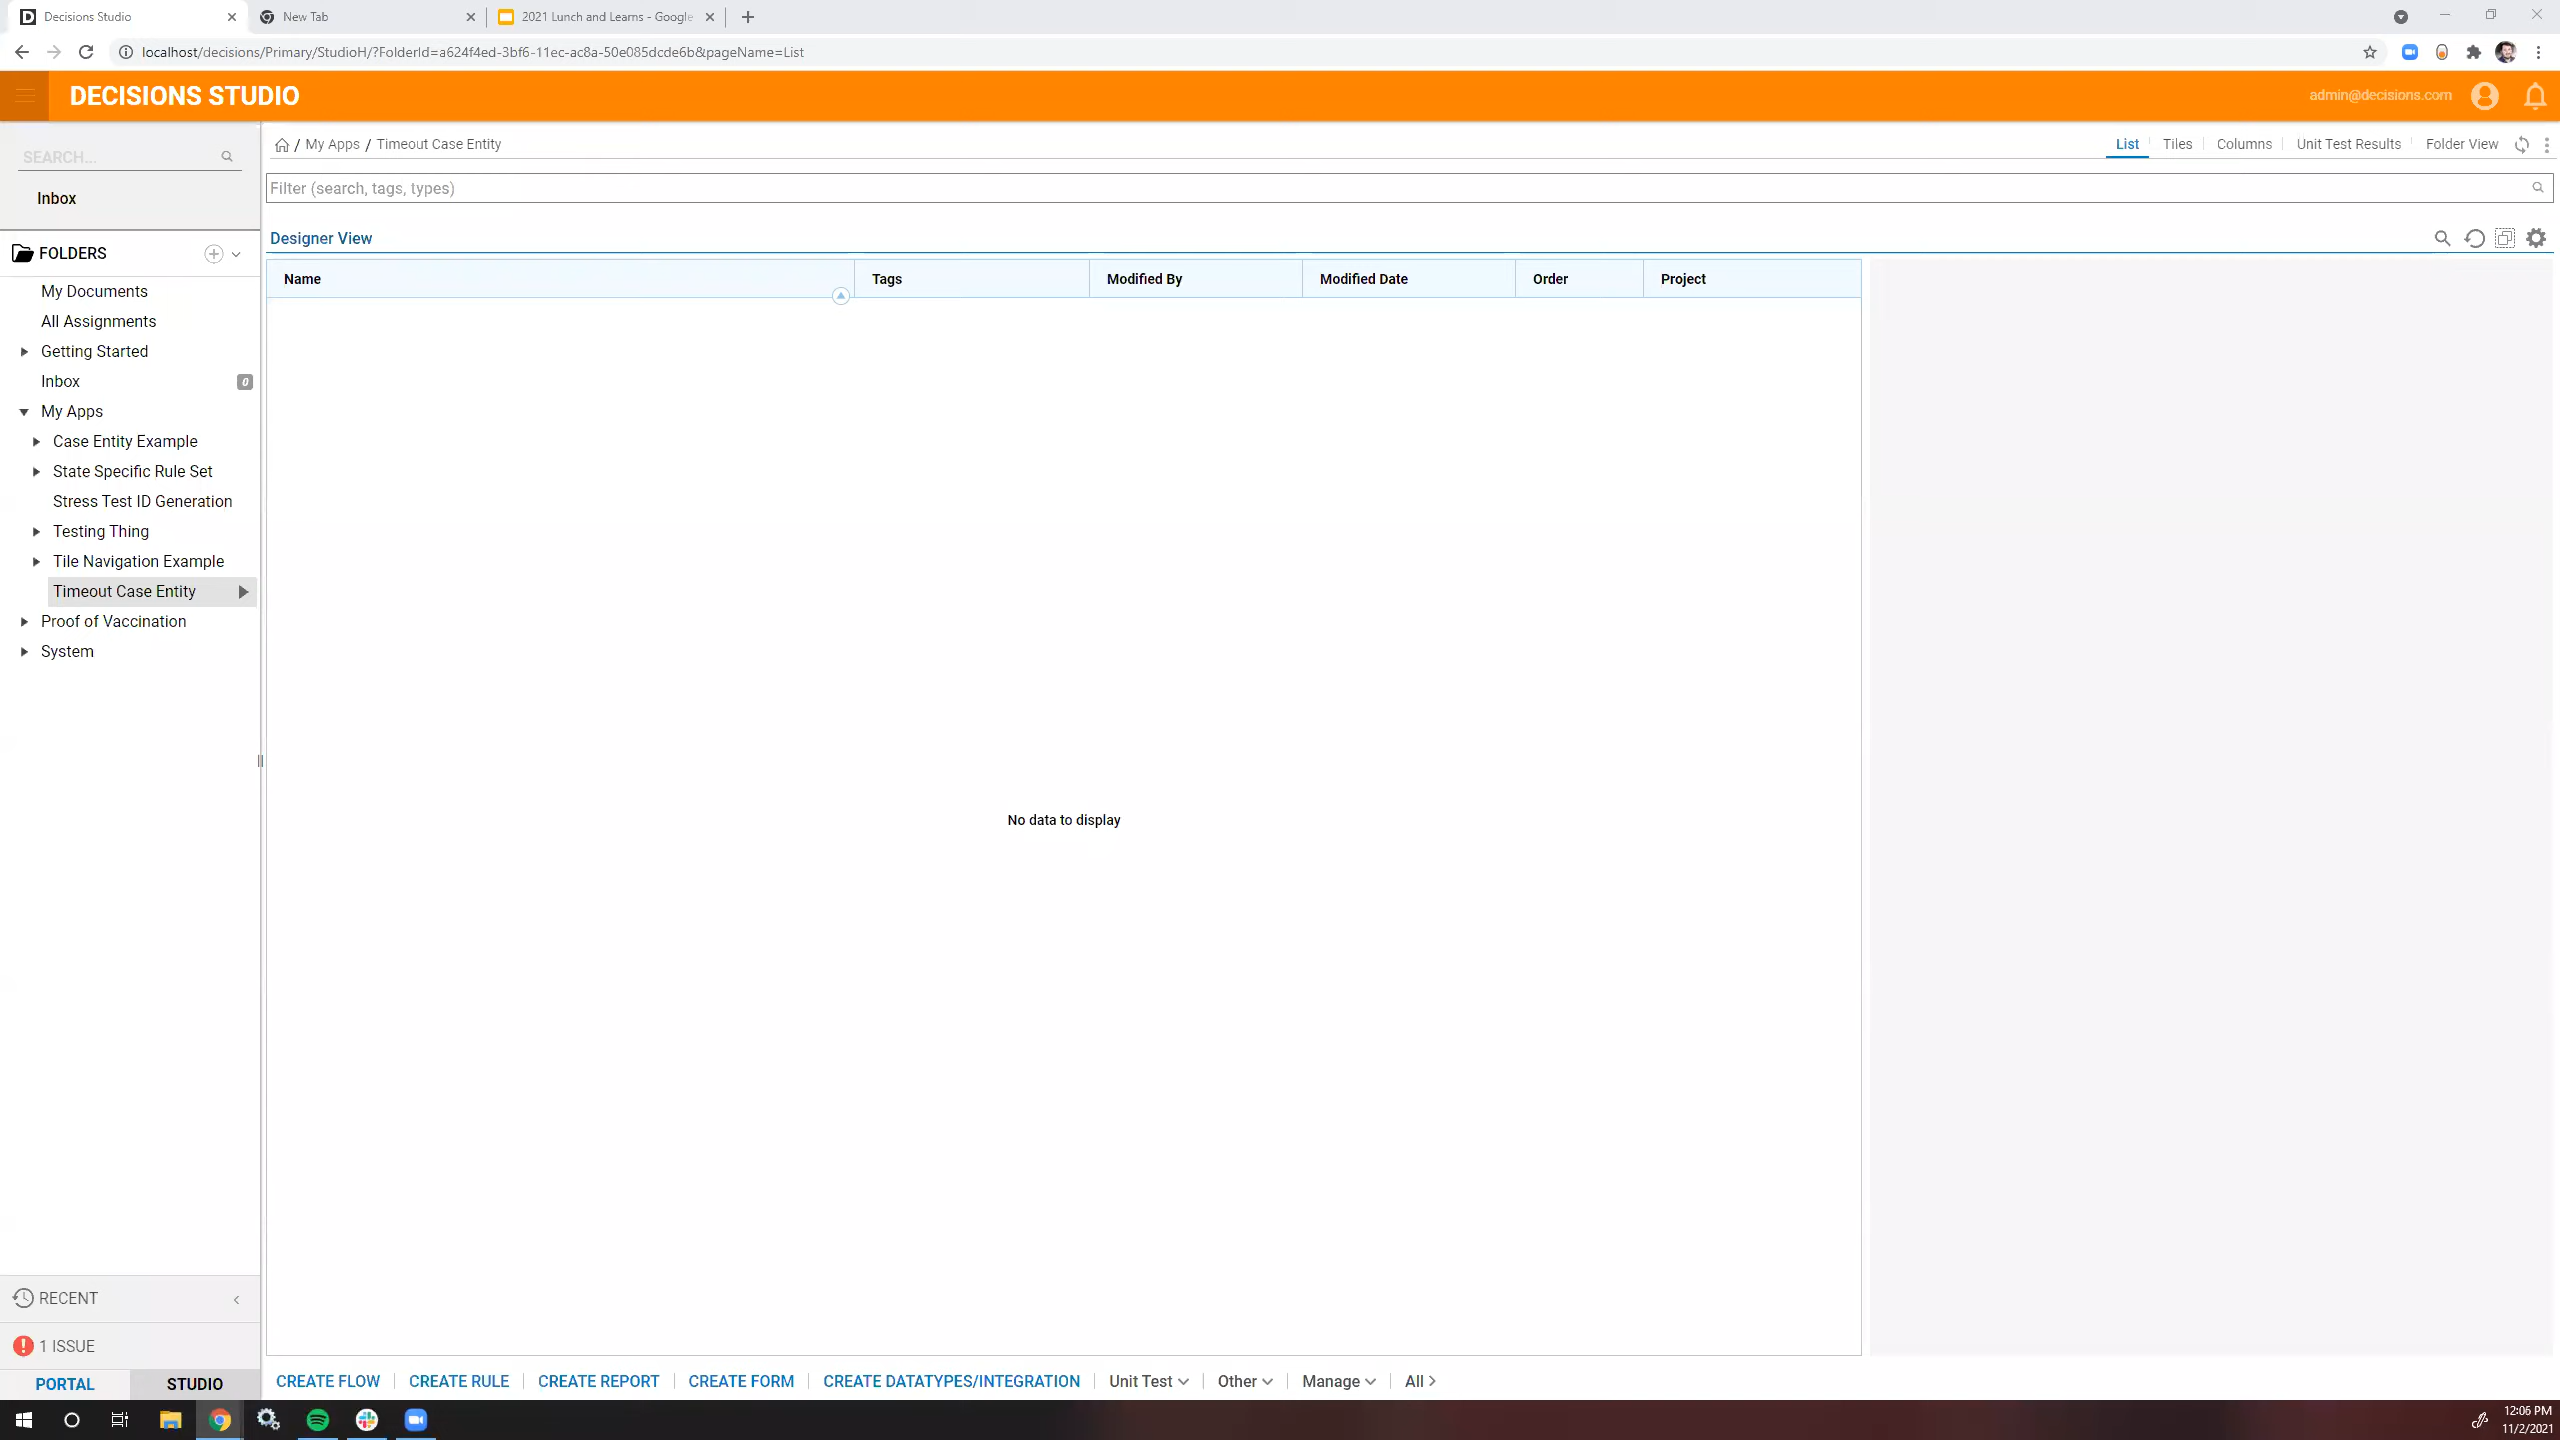 Decisions Studio
New Tab
2021 Lunch and Learns - Google
localhost/decisions/Primary/StudioH/?FolderId=a624f4ed-3bf6-11ec-ac8a-50e085dcde6b&pageName=List
DECISIONS STUDIO
admin@decisions.com
SEARCH...
Inbox
FOLDERS
My Documents
All Assignments
Getting Started
Inbox 0
My Apps
Case Entity Example
State Specific Rule Set
Stress Test ID Generation
Testing Thing
Tile Navigation Example
Timeout Case Entity
Proof of Vaccination
System
RECENT
1 ISSUE
PORTAL STUDIO
/ My Apps / Timeout Case Entity
List Tiles Columns Unit Test Results Folder View
Filter (search, tags, types)
Designer View
Name Tags Modified By Modified Date Order Project
No data to display
CREATE FLOW CREATE RULE CREATE REPORT CREATE FORM CREATE DATATYPES/INTEGRATION Unit Test Other Manage All
12:06 PM
11/2/2021